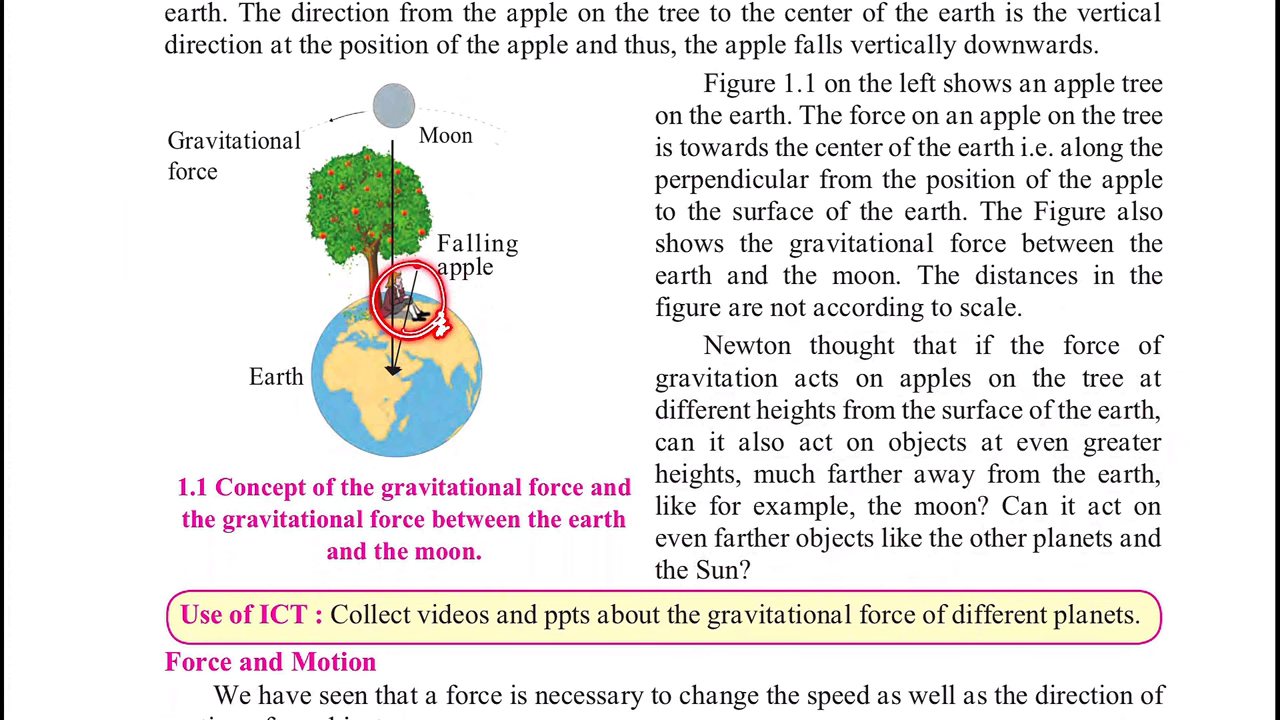 earth. The direction from the apple on the tree to the center of the earth is the vertical
direction at the position of the apple and thus, the apple falls vertically downwards.
Gravitational
force
Moon
Falling
apple
Earth
1.1 Concept of the gravitational force and
the gravitational force between the earth
and the moon.
Figure 1.1 on the left shows an apple tree
on the earth. The force on an apple on the tree
is towards the center of the earth i.e. along the
perpendicular from the position of the apple
to the surface of the earth. The Figure also
shows the gravitational force between the
earth and the moon. The distances in the
figure are not according to scale.
Newton thought that if the force of
gravitation acts on apples on the tree at
different heights from the surface of the earth,
can it also act on objects at even greater
heights, much farther away from the earth,
like for example, the moon? Can it act on
even farther objects like the other planets and
the Sun?
Use of ICT : Collect videos and ppts about the gravitational force of different planets.
Force and Motion
We have seen that a force is necessary to change the speed as well as the direction of